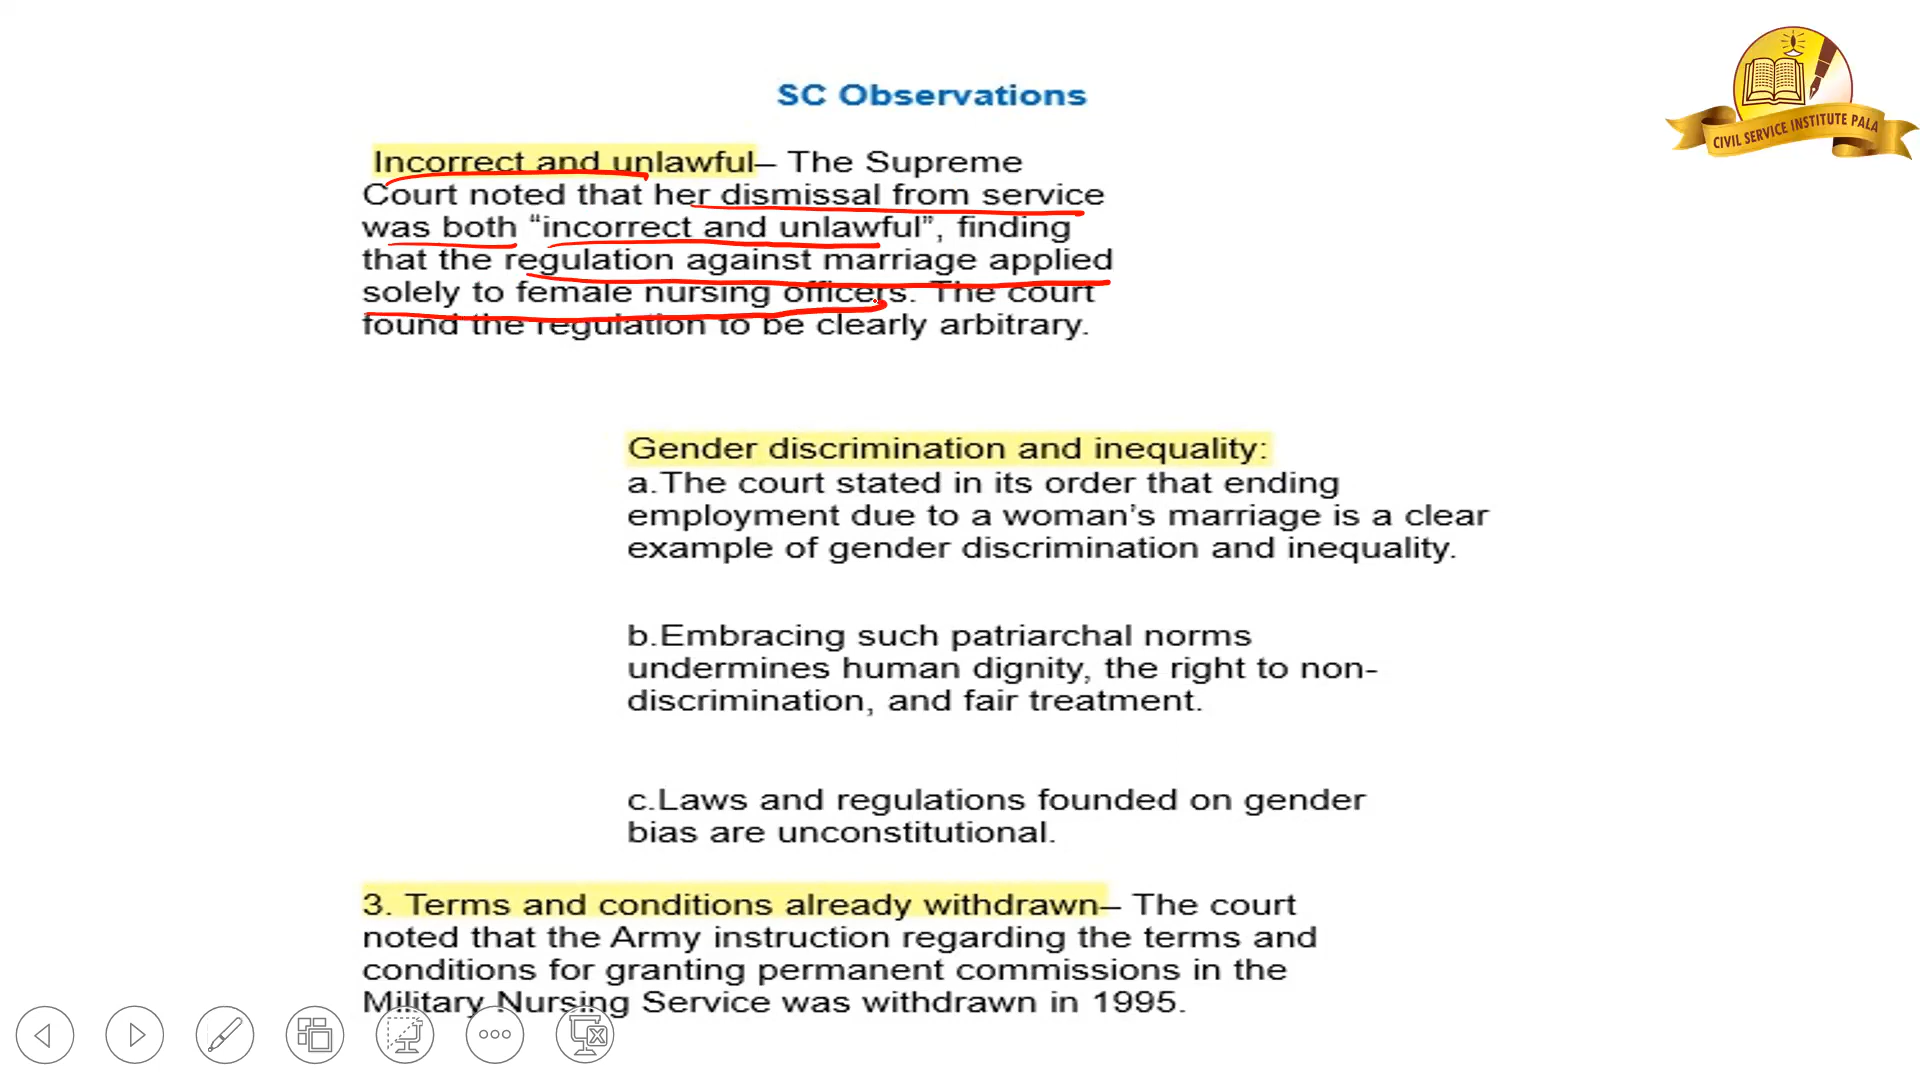 SC Observations
CIVIL SERVICE INSTITUTE PALA
Incorrect and unlawful– The Supreme
Court noted that her dismissal from service
was both “incorrect and unlawful”, finding
that the regulation against marriage applied
solely to female nursing officers. The court
found the regulation to be clearly arbitrary.
Gender discrimination and inequality:
a.The court stated in its order that ending
employment due to a woman’s marriage is a clear
example of gender discrimination and inequality.
b.Embracing such patriarchal norms
undermines human dignity, the right to non-
discrimination, and fair treatment.
c.Laws and regulations founded on gender
bias are unconstitutional.
3. Terms and conditions already withdrawn– The court
noted that the Army instruction regarding the terms and
conditions for granting permanent commissions in the
Military Nursing Service was withdrawn in 1995.